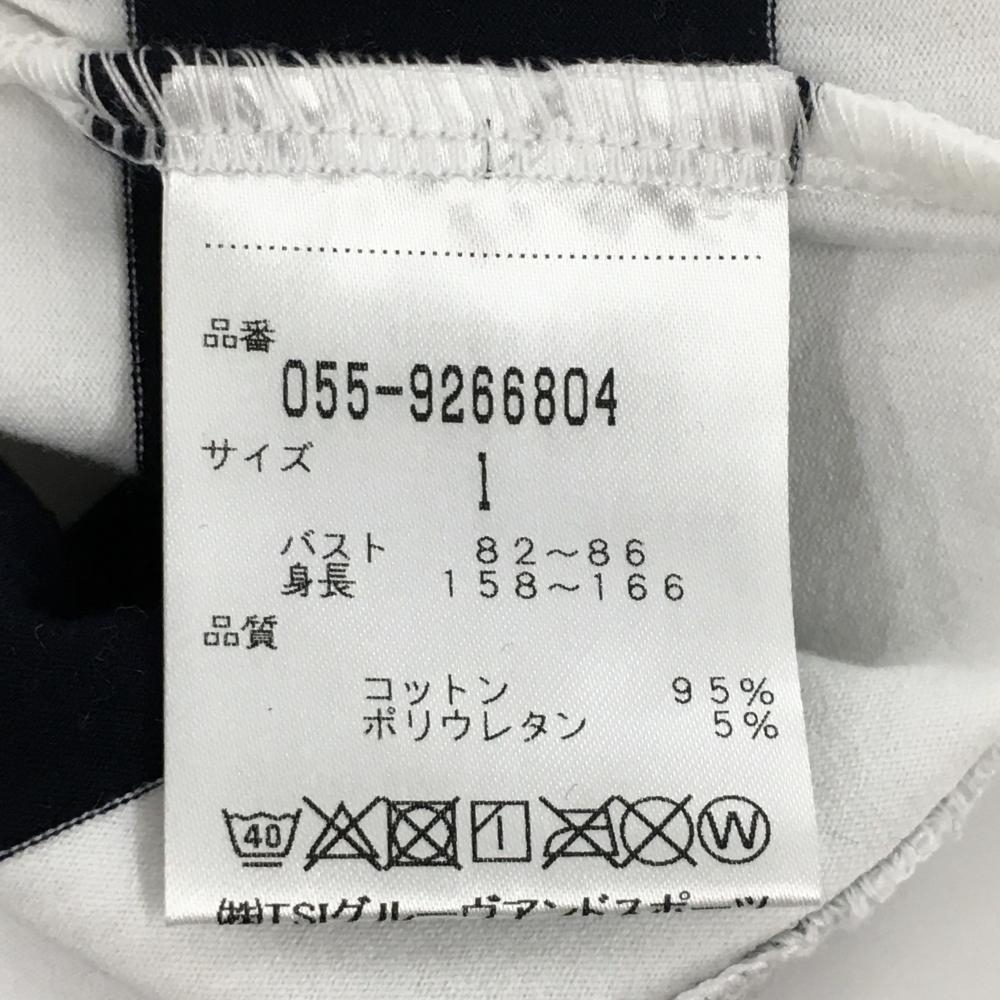 品番
055-9266804
サイズ
1
バスト 82~86
身長 158~166
品質
コットン 95%
ポリウレタン 5%
40 W
(株)TSIグルーヴアンドスポーツ